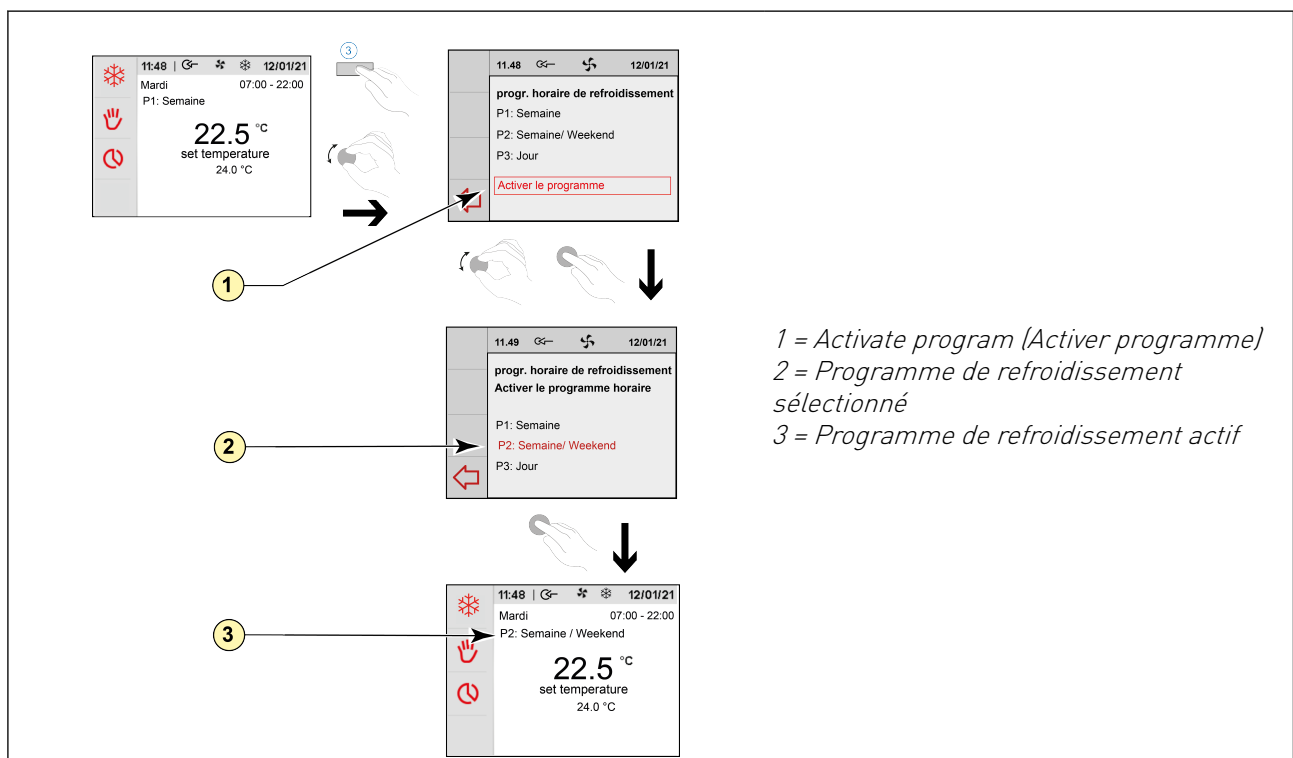 11:48 | 12/01/21
Mardi 07:00 - 22:00
P1: Semaine
22.5 °C
set temperature
24.0 °C
3
11.48 12/01/21
progr. horaire de refroidissement
P1: Semaine
P2: Semaine/ Weekend
P3: Jour
Activer le programme
1
11.49 12/01/21
progr. horaire de refroidissement
Activer le programme horaire
P1: Semaine
P2: Semaine/ Weekend
P3: Jour
2
11:48 | 12/01/21
Mardi 07:00 - 22:00
P2: Semaine / Weekend
22.5 °C
set temperature
24.0 °C
3
1 = Activate program (Activer programme)
2 = Programme de refroidissement
sélectionné
3 = Programme de refroidissement actif